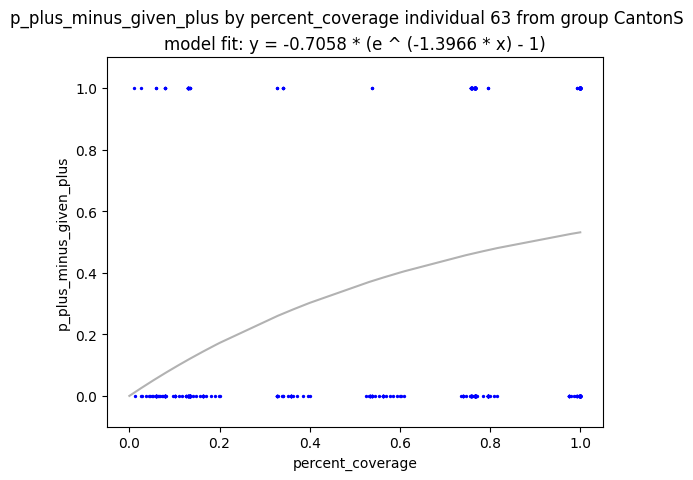 p_plus_minus_given_plus by percent_coverage individual 63 from group CantonS
model fit: y = -0.7058 * (e ^ (-1.3966 * x) - 1)
1.0
0.8
0.6
0.4
0.2
0.0
p_plus_minus_given_plus
0.0 0.2 0.4 0.6 0.8 1.0
percent_coverage